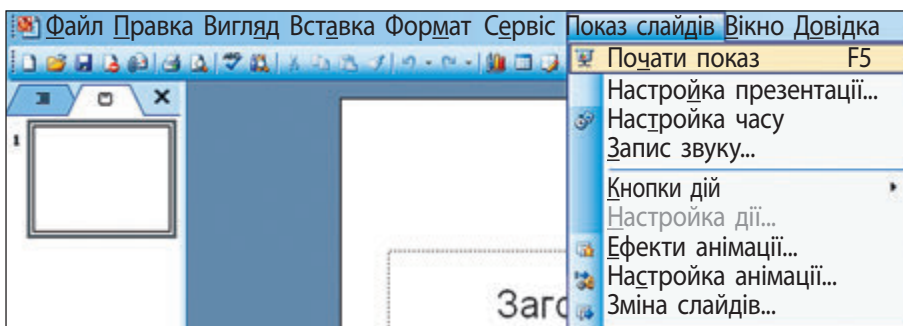 Файл Правка Вигляд Вставка Формат Сервіс Показ слайдів Вікно Довідка
Почати показ F5
Настройка презентації...
Настройка часу
Запис звуку...
Кнопки дій
Настройка дії...
Ефекти анімації...
Настройка анімації...
Зміна слайдів...
1
Заго